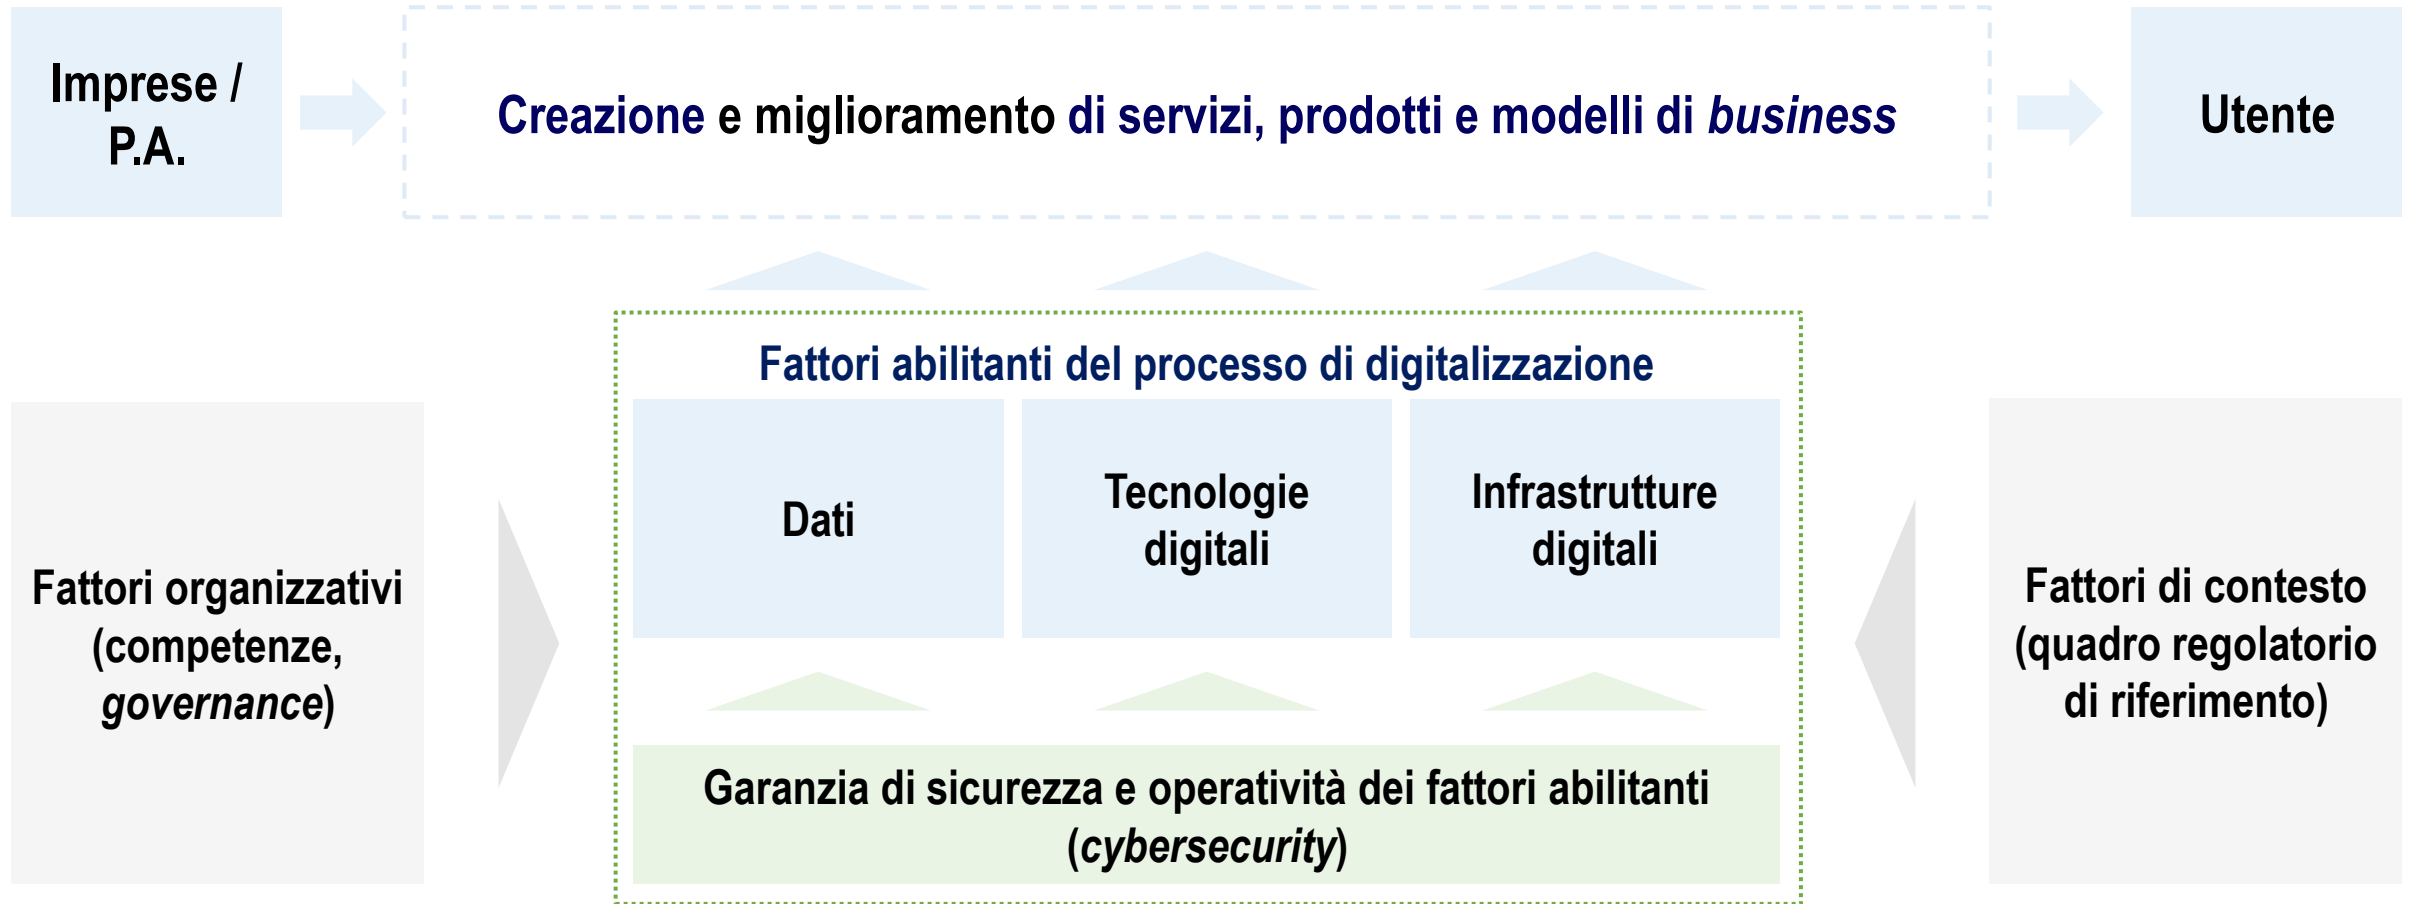 Imprese /
P.A.
Creazione e miglioramento di servizi, prodotti e modelli di business
Utente
Fattori abilitanti del processo di digitalizzazione
Dati
Tecnologie
digitali
Infrastrutture
digitali
Fattori organizzativi
(competenze,
governance)
Fattori di contesto
(quadro regolatorio
di riferimento)
Garanzia di sicurezza e operatività dei fattori abilitanti
(cybersecurity)